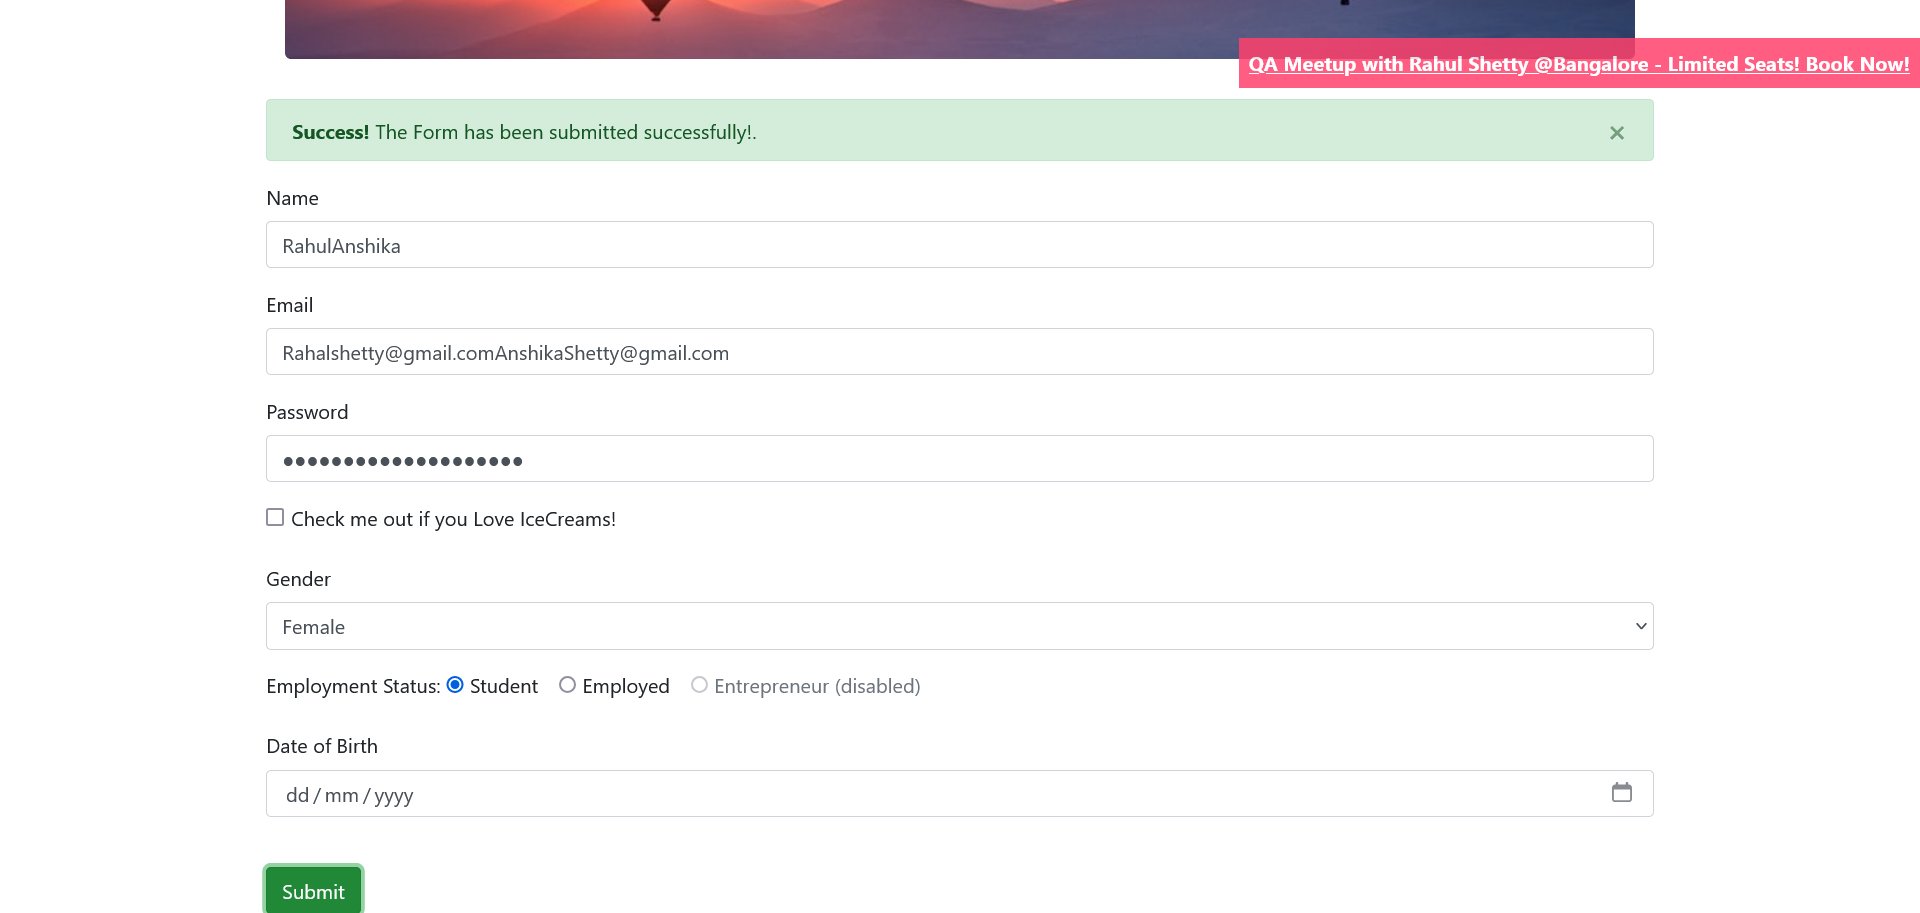 QA Meetup with Rahul Shetty @Bangalore - Limited Seats! Book Now!
Success! The Form has been submitted successfully!.
×
Name
RahulAnshika
Email
Rahalshetty@gmail.comAnshikaShetty@gmail.com
Password
••••••••••••••••••••
Check me out if you Love IceCreams!
Gender
Female
Employment Status: Student Employed Entrepreneur (disabled)
Date of Birth
dd/mm/yyyy
Submit